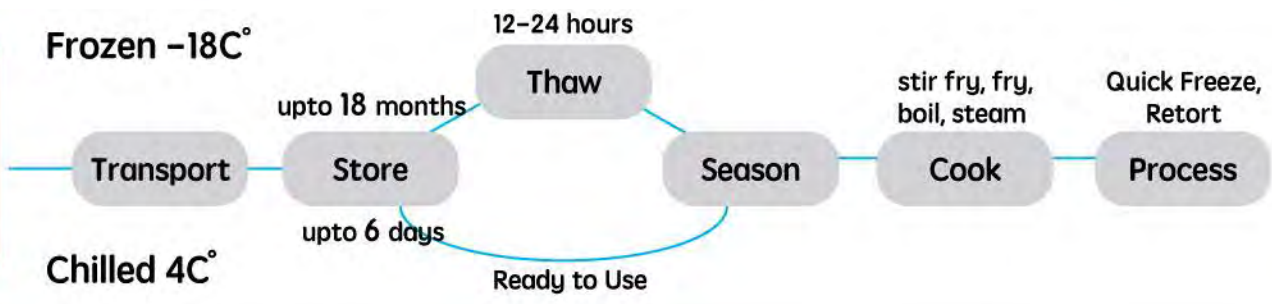 Frozen –18C°
12–24 hours
Thaw
upto 18 months
stir fry, fry,
boil, steam
Quick Freeze,
Retort
Transport
Store
Season
Cook
Process
upto 6 days
Chilled 4C°
Ready to Use